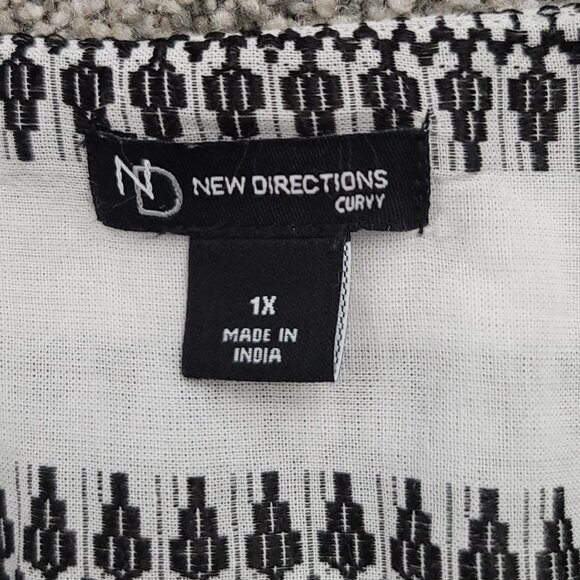 ND NEW DIRECTIONS
CURVY
1X
MADE IN
INDIA